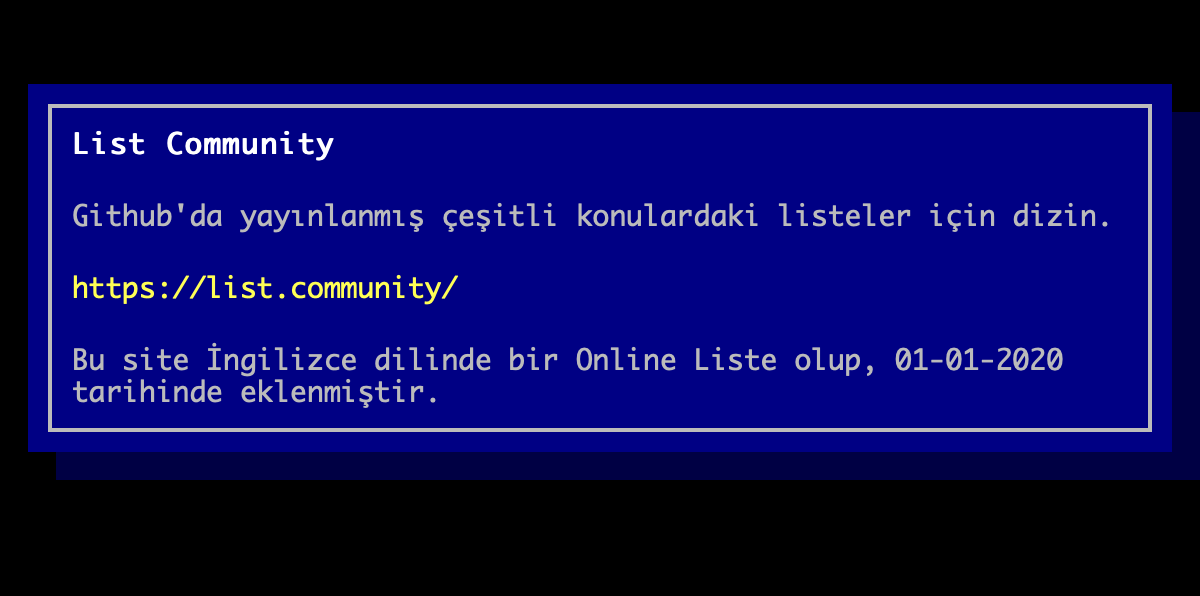 List Community
Github'da yayınlanmış çeşitli konulardaki listeler için dizin.
https://list.community/
Bu site İngilizce dilinde bir Online Liste olup, 01-01-2020
tarihinde eklenmiştir.